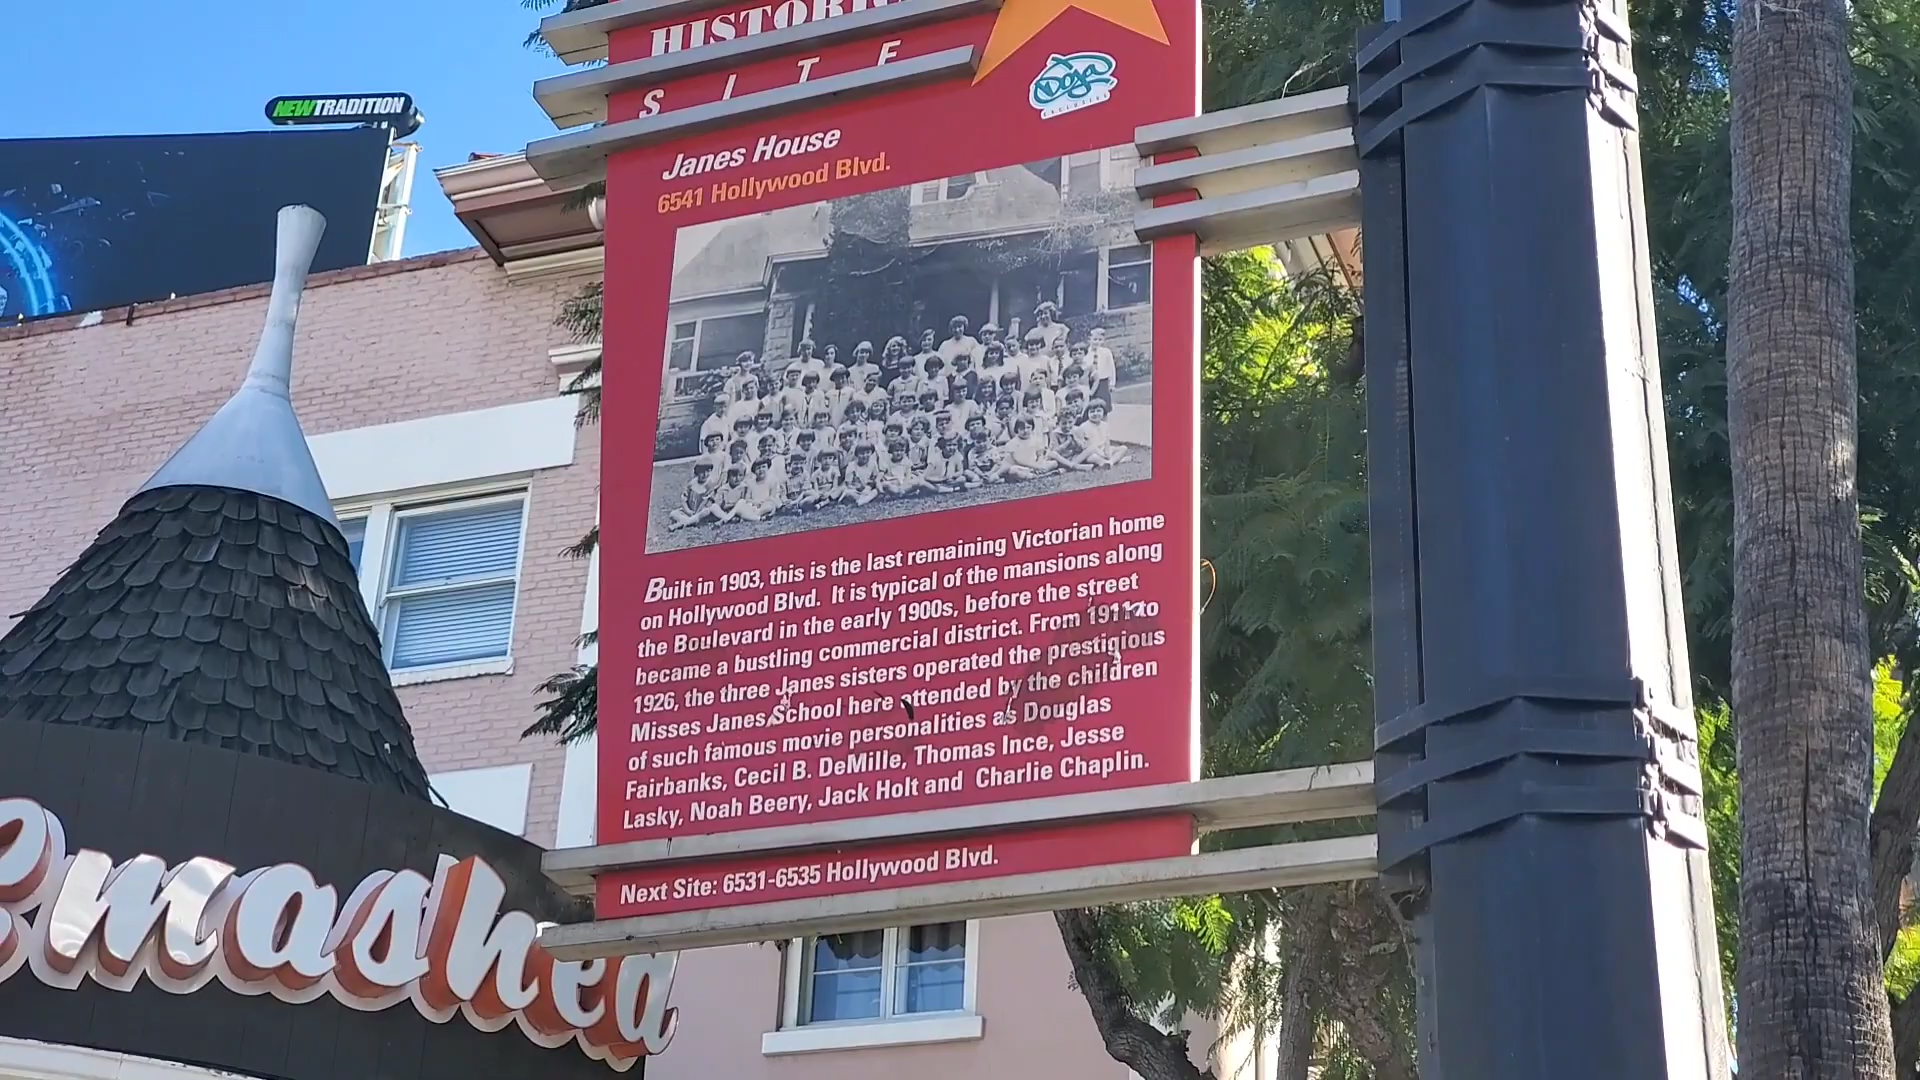 NEWTRADITION
HISTORIC
SITE
Doja
EXCLUSIVE
Janes House
6541 Hollywood Blvd.
Built in 1903, this is the last remaining Victorian home
on Hollywood Blvd. It is typical of the mansions along
the Boulevard in the early 1900s, before the street
became a bustling commercial district. From 1911 to
1926, the three Janes sisters operated the prestigious
Misses Janes School here attended by the children
of such famous movie personalities as Douglas
Fairbanks, Cecil B. DeMille, Thomas Ince, Jesse
Lasky, Noah Beery, Jack Holt and Charlie Chaplin.
Next Site: 6531-6535 Hollywood Blvd.
Smashed